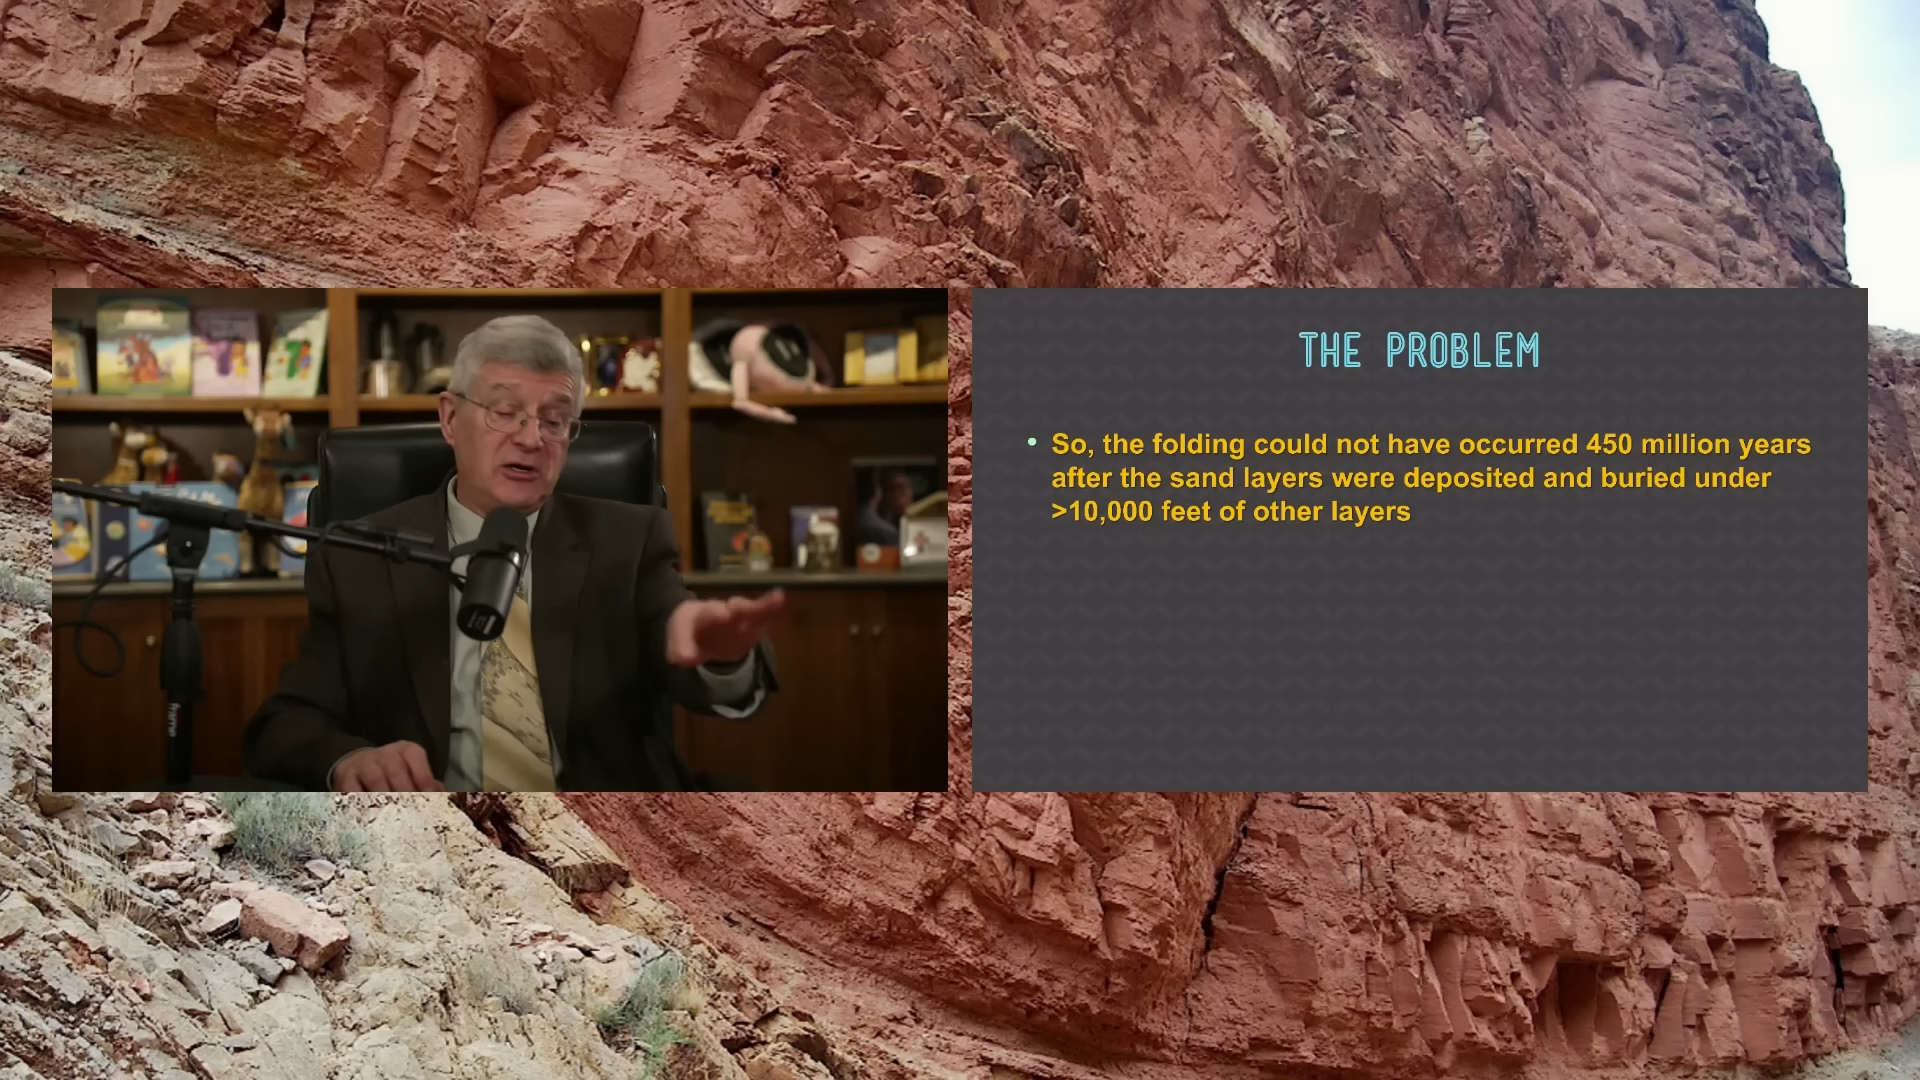 THE PROBLEM
• So, the folding could not have occurred 450 million years
after the sand layers were deposited and buried under
>10,000 feet of other layers
frame